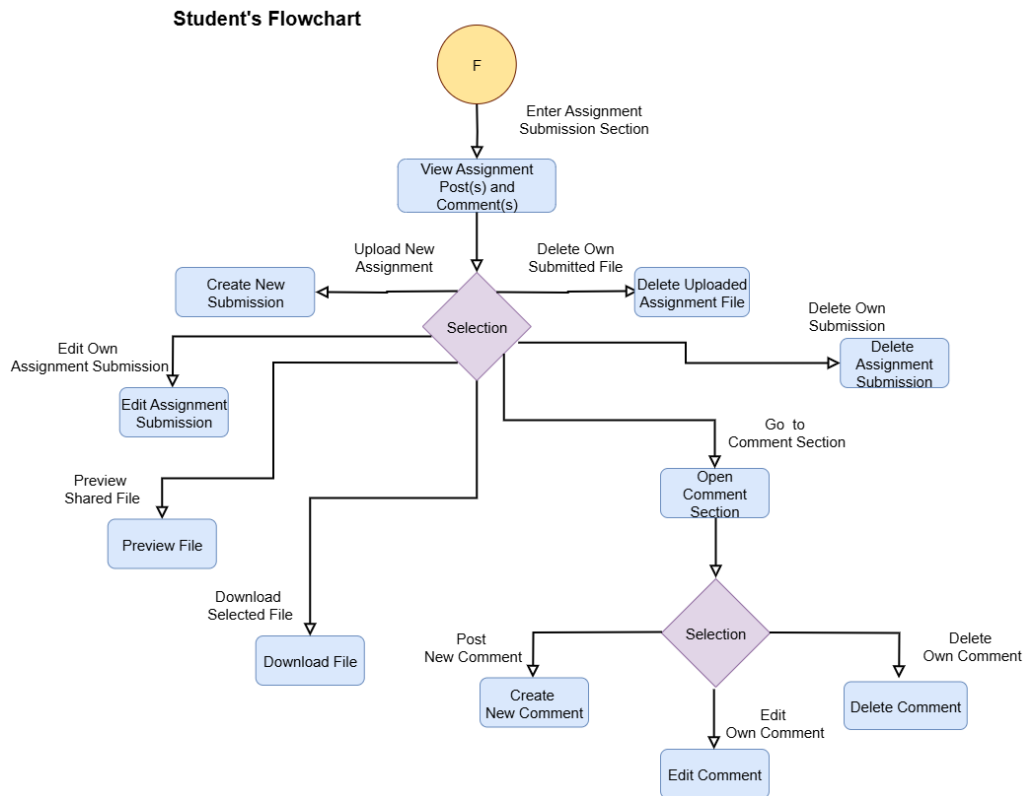 Student's Flowchart
F
Enter Assignment
Submission Section
View Assignment
Post(s) and
Comment(s)
Upload New
Assignment
Delete Own
Submitted File
Create New
Submission
Delete Uploaded
Assignment File
Selection
Delete Own
Submission
Delete
Assignment
Submission
Edit Own
Assignment Submission
Edit Assignment
Submission
Go to
Comment Section
Open
Comment
Section
Preview
Shared File
Preview File
Download
Selected File
Download File
Selection
Post
New Comment
Create
New Comment
Delete
Own Comment
Delete Comment
Edit
Own Comment
Edit Comment